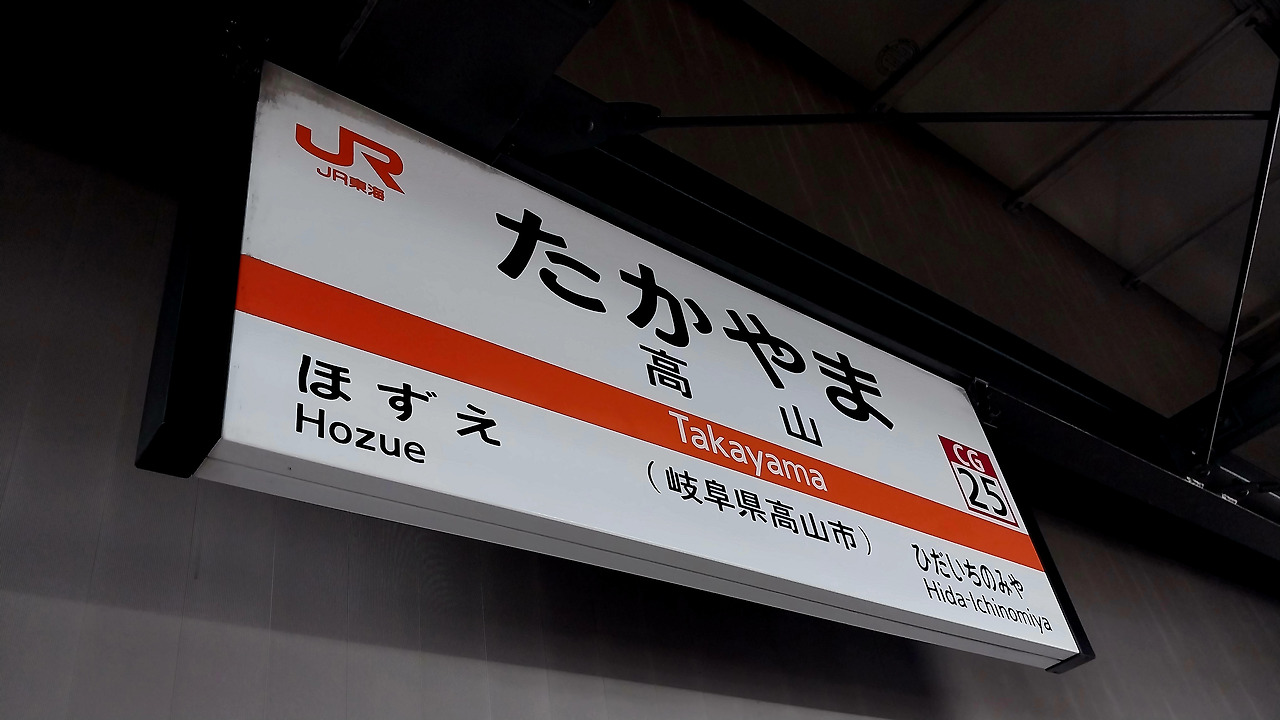 JR
JR東海
たかやま
高山
Takayama
(岐阜県高山市)
CG
25
ほずえ
Hozue
ひだいちのみや
Hida-Ichinomiya